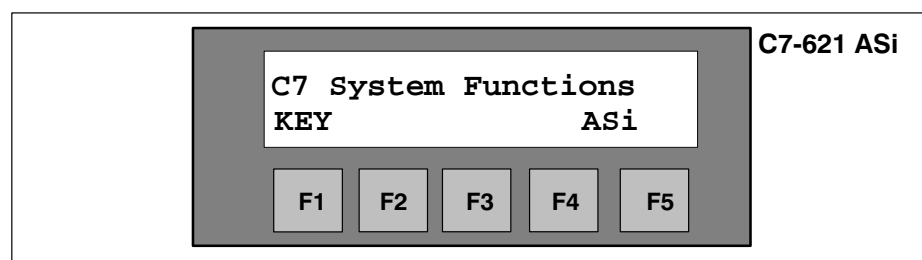 C7-621 ASi
C7 System Functions
KEY ASi
F1 F2 F3 F4 F5